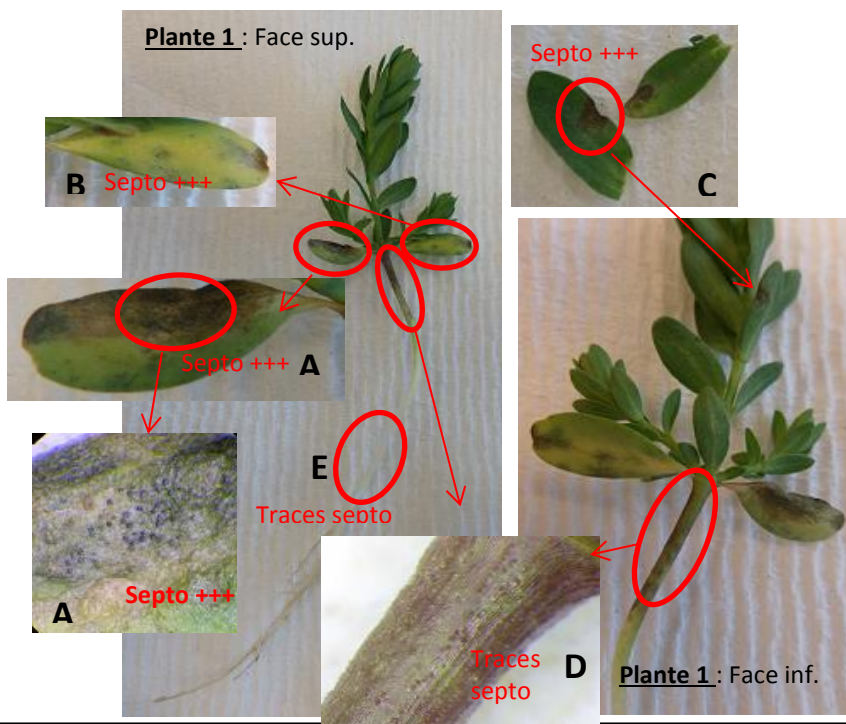 Plante 1 : Face sup.
Septo +++
B Septo +++
C
Septo +++ A
E
Traces septo
Septo +++
A
Traces
septo
D
Plante 1 : Face inf.